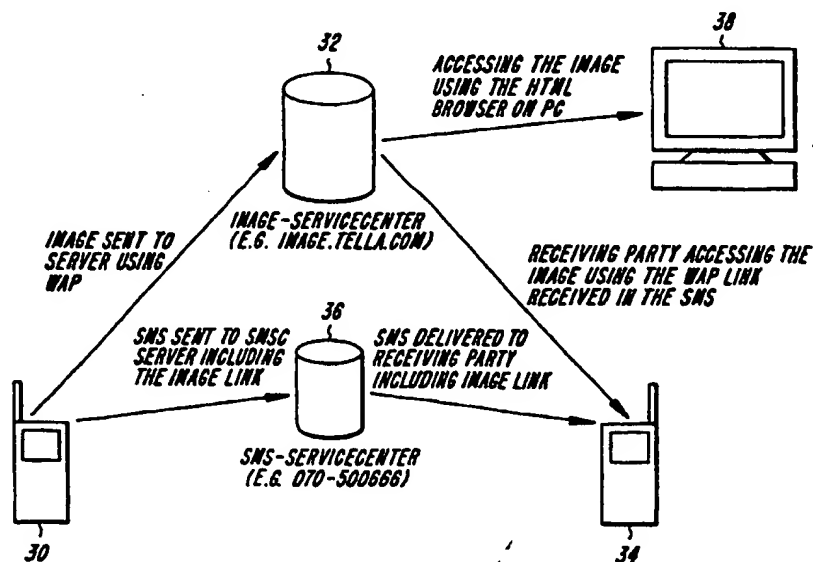 32
38
ACCESSING THE IMAGE
USING THE HTML
BROWSER ON PC
IMAGE-SERVICECENTER
(E.G. IMAGE.TELLA.COM)
IMAGE SENT TO
SERVER USING
WAP
RECEIVING PARTY ACCESSING THE
IMAGE USING THE WAP LINK
RECEIVED IN THE SMS
36
SMS SENT TO SMSC
SERVER INCLUDING
THE IMAGE LINK
SMS DELIVERED TO
RECEIVING PARTY
INCLUDING IMAGE LINK
SMS-SERVICECENTER
(E.G. 070-500666)
30
34